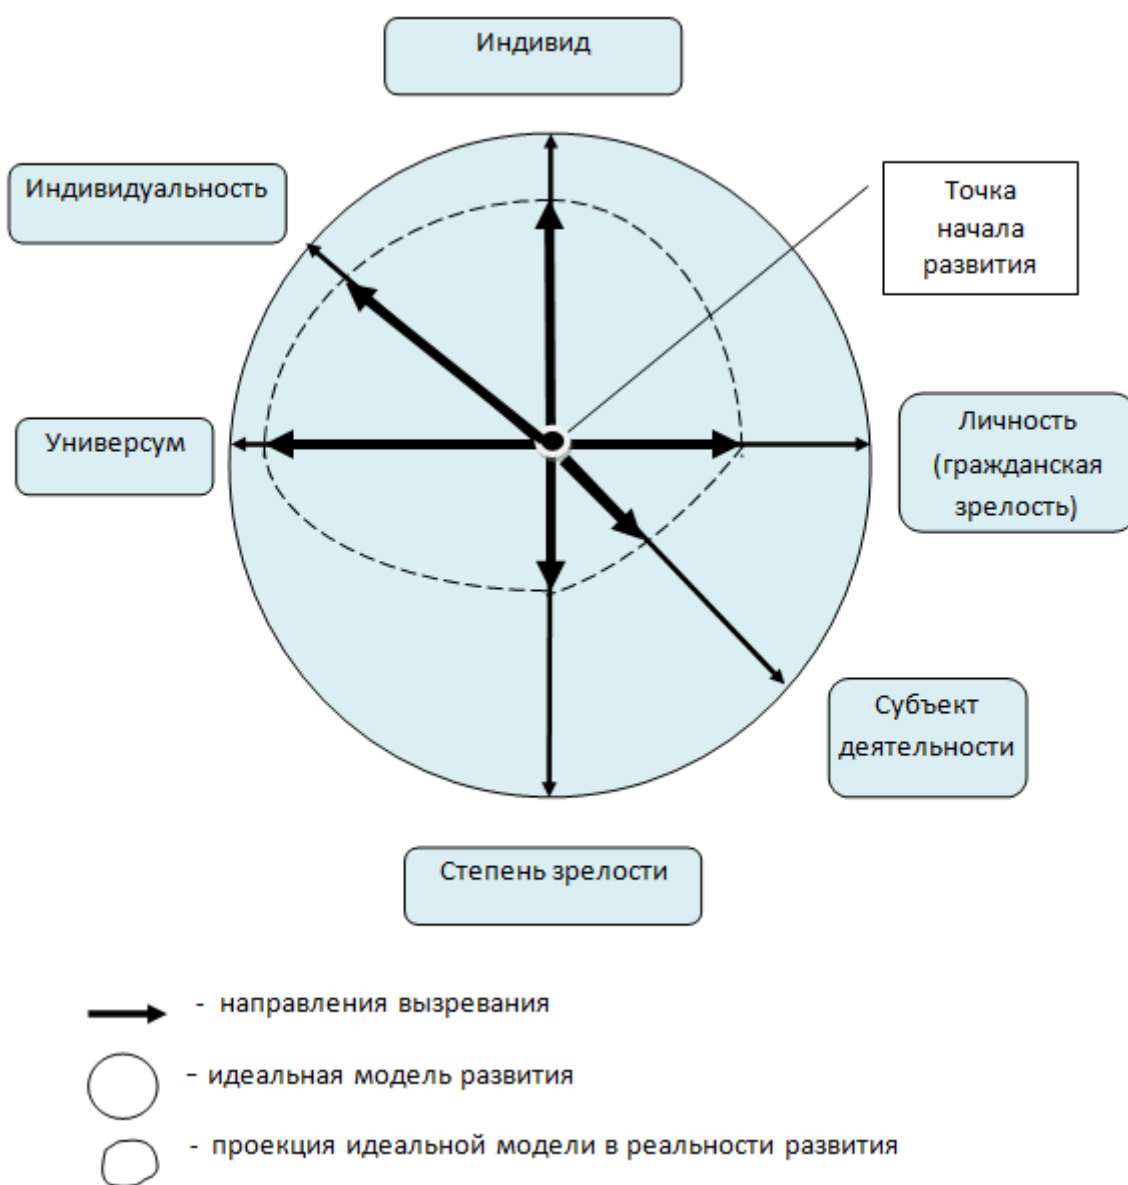 Индивид
Индивидуальность
Точка
начала
развития
Универсум
Личность
(гражданская
зрелость)
Субъект
деятельности
Степень зрелости
- направления вызревания
- идеальная модель развития
- проекция идеальной модели в реальности развития